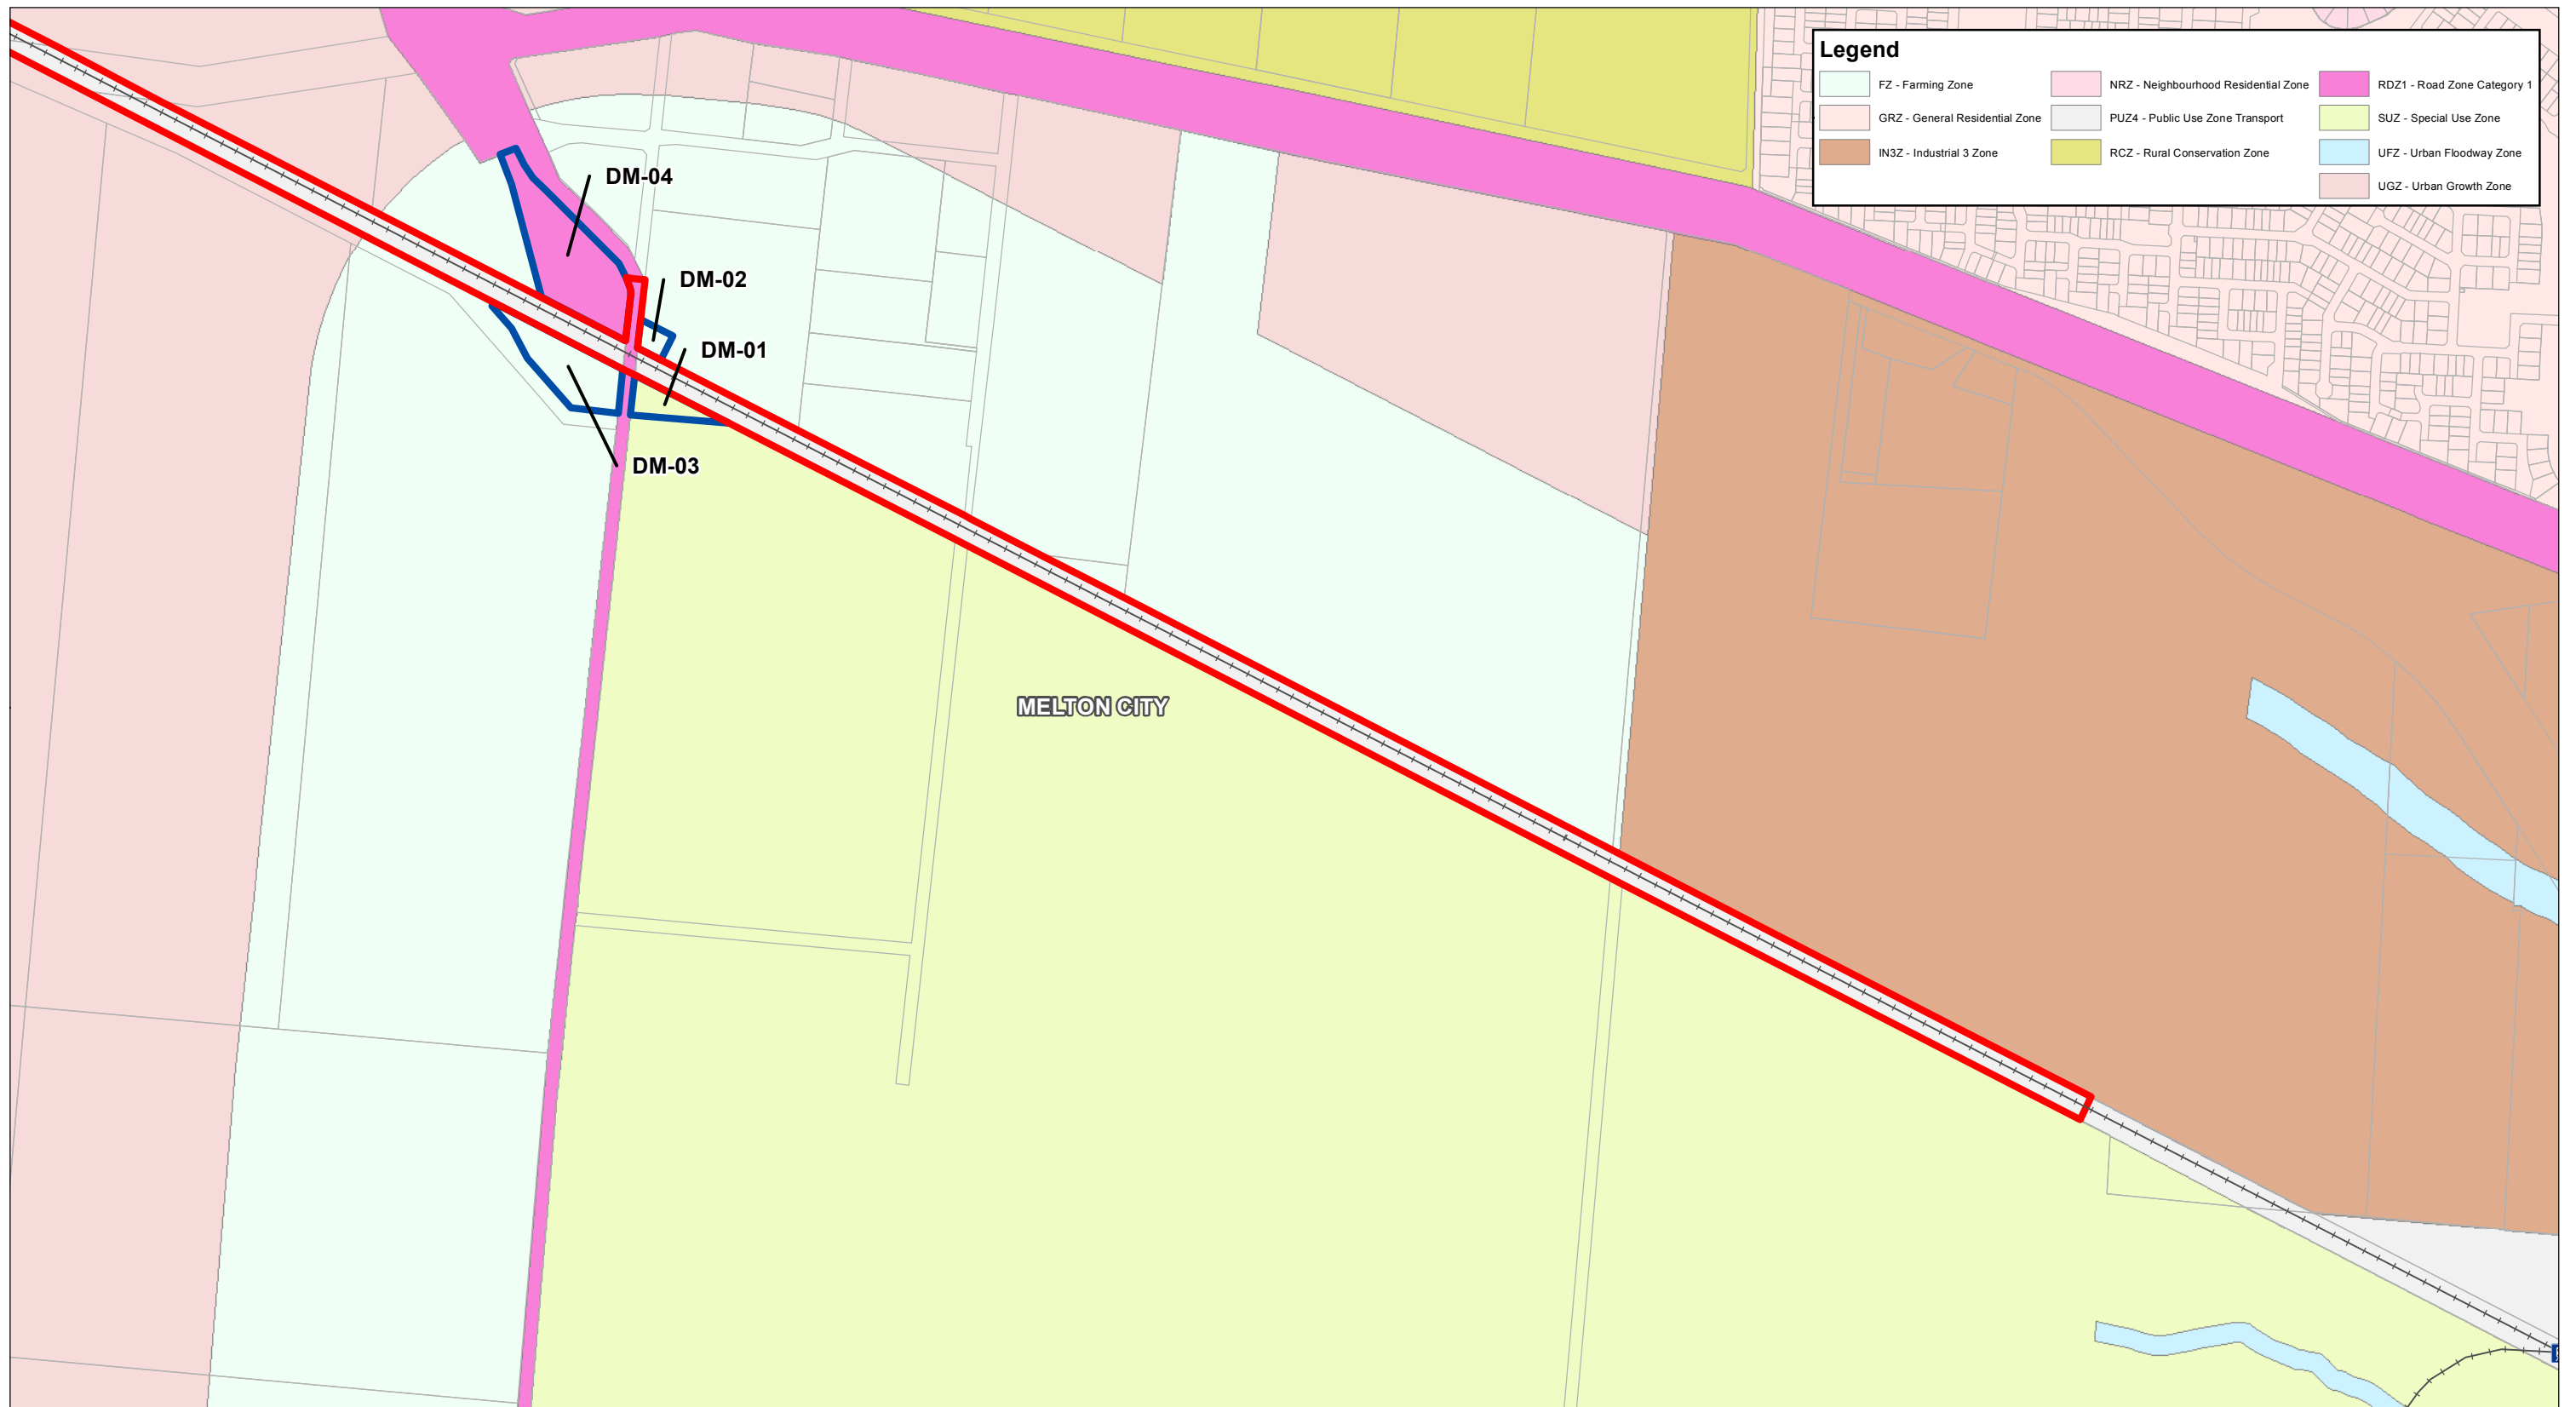 Legend
FZ - Farming Zone
GRZ - General Residential Zone
IN3Z - Industrial 3 Zone
NRZ - Neighbourhood Residential Zone
PUZ4 - Public Use Zone Transport
RCZ - Rural Conservation Zone
RDZ1 - Road Zone Category 1
SUZ - Special Use Zone
UFZ - Urban Floodway Zone
UGZ - Urban Growth Zone
DM-04
DM-02
DM-01
DM-03
MELTON CITY